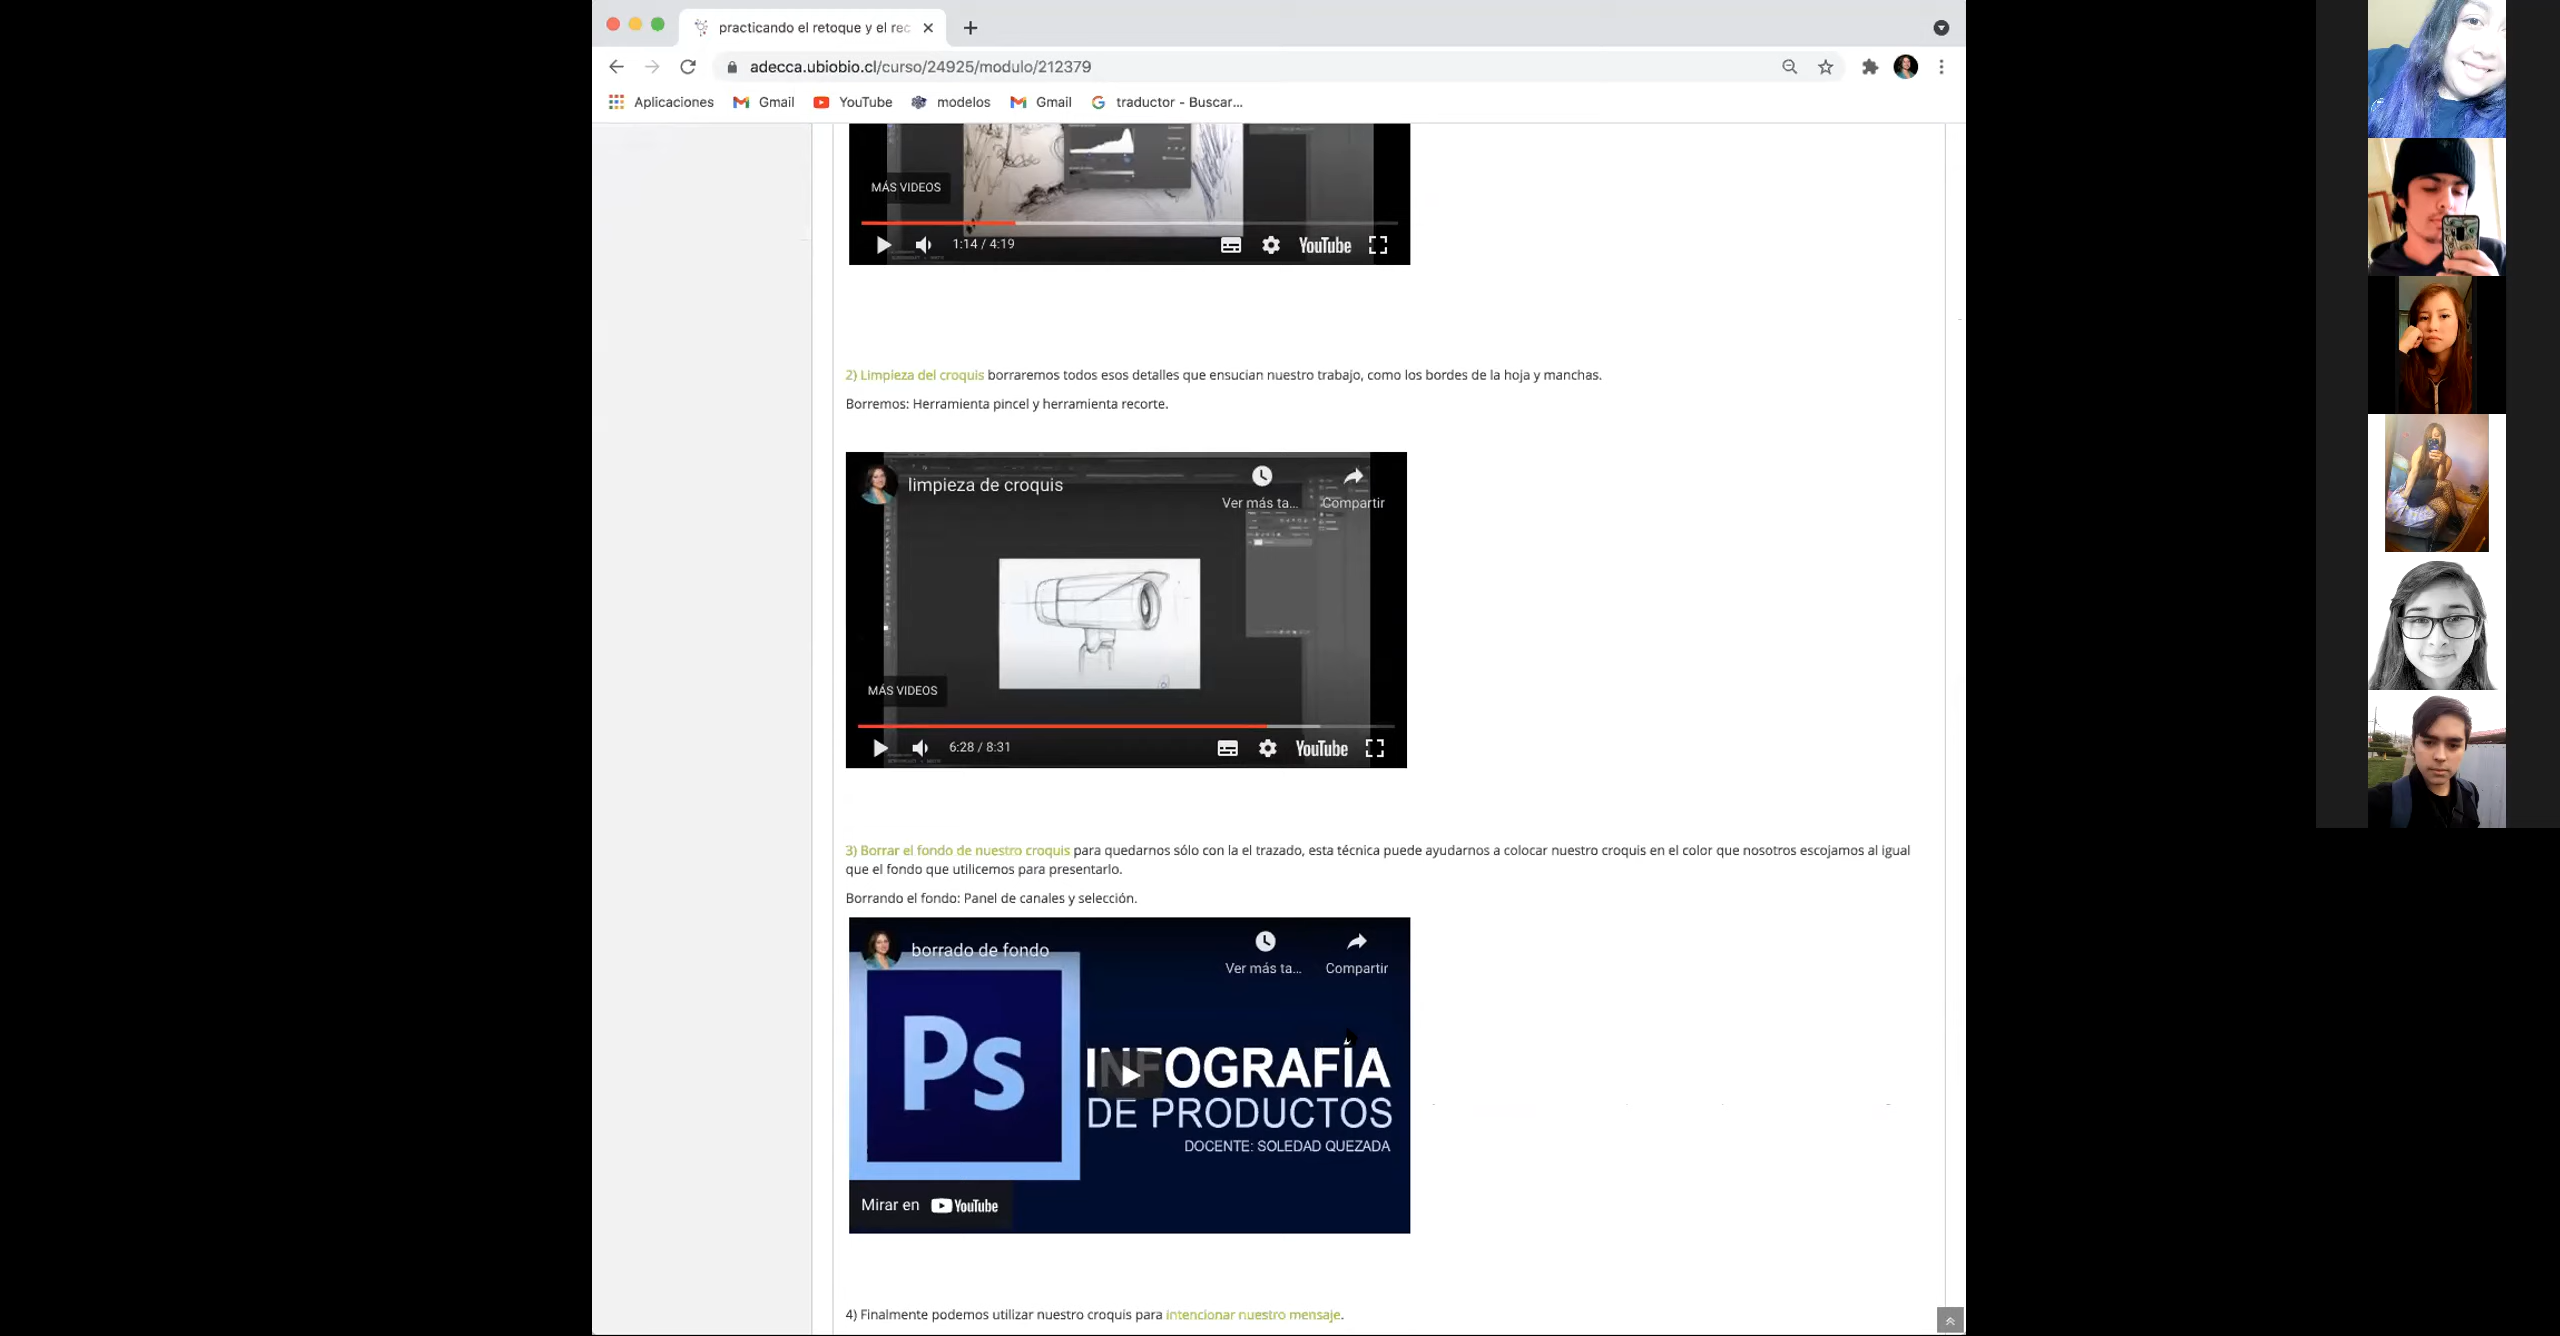 practicando el retoque y el rec
adecca.ubiobio.cl/curso/24925/modulo/212379
Aplicaciones Gmail YouTube modelos Gmail traductor - Buscar...
MÁS VIDEOS
1:14 / 4:19 YouTube
2) Limpieza del croquis borraremos todos esos detalles que ensucian nuestro trabajo, como los bordes de la hoja y manchas.
Borremos: Herramienta pincel y herramienta recorte.
limpieza de croquis
Ver más ta... Compartir
MÁS VIDEOS
6:28 / 8:31 YouTube
3) Borrar el fondo de nuestro croquis para quedarnos sólo con la el trazado, esta técnica puede ayudarnos a colocar nuestro croquis en el color que nosotros escojamos al igual
que el fondo que utilicemos para presentarlo.
Borrando el fondo: Panel de canales y selección.
borrado de fondo
Ver más ta... Compartir
Ps
INFOGRAFÍA
DE PRODUCTOS
DOCENTE: SOLEDAD QUEZADA
Mirar en YouTube
4) Finalmente podemos utilizar nuestro croquis para intencionar nuestro mensaje.